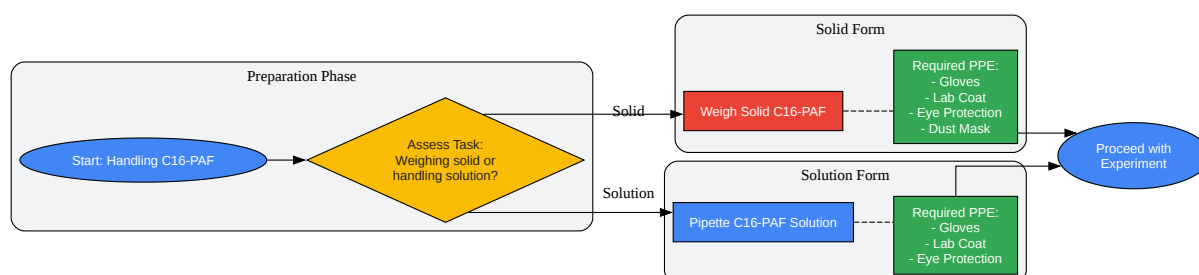 Preparation Phase
Start: Handling C16-PAF
Assess Task:
Weighing solid or
handling solution?
Solid
Solution
Solid Form
Weigh Solid C16-PAF
Required PPE:
- Gloves
- Lab Coat
- Eye Protection
- Dust Mask
Solution Form
Pipette C16-PAF Solution
Required PPE:
- Gloves
- Lab Coat
- Eye Protection
Proceed with
Experiment